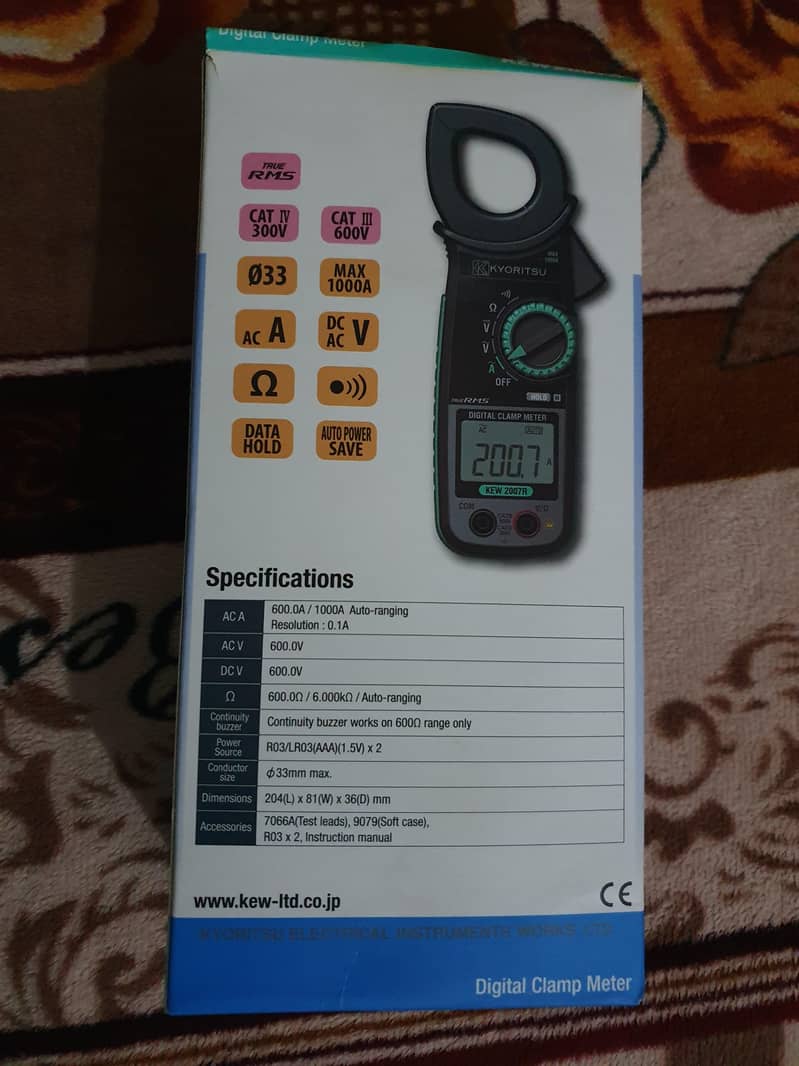 Digital Clamp Meter
TRUE
RMS
CAT IV
300V
CAT III
600V
Ø33
MAX
1000A
AC A
DC
AC V
Ω
DATA
HOLD
AUTO POWER
SAVE
KYORITSU
Ω
V
V
A
OFF
TRUE RMS
HOLD
DIGITAL CLAMP METER
200.7 A
KEW 2007R
COM
Specifications
AC A
600.0A / 1000A Auto-ranging
Resolution : 0.1A
AC V
600.0V
DC V
600.0V
Ω
600.0Ω / 6.000kΩ / Auto-ranging
Continuity
buzzer
Continuity buzzer works on 600Ω range only
Power
Source
R03/LR03(AAA)(1.5V) x 2
Conductor
size
ϕ33mm max.
Dimensions
204(L) x 81(W) x 36(D) mm
Accessories
7066A(Test leads), 9079(Soft case),
R03 x 2, Instruction manual
www.kew-ltd.co.jp
CE
KYORITSU ELECTRICAL INSTRUMENTS WORKS, LTD.
Digital Clamp Meter
Bes